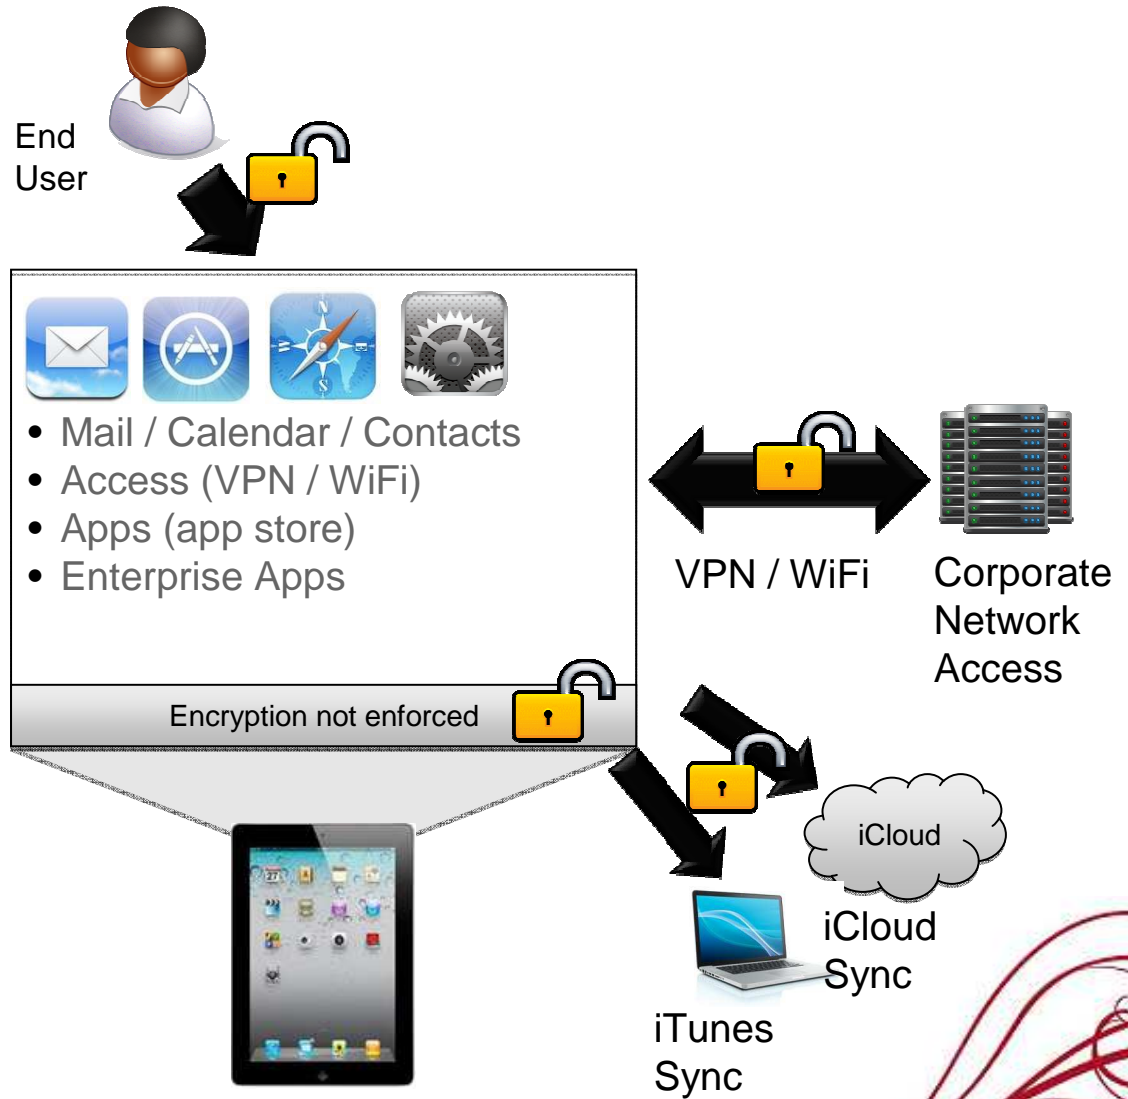 End
User
• Mail / Calendar / Contacts
• Access (VPN / WiFi)
• Apps (app store)
• Enterprise Apps
VPN / WiFi
Corporate
Network
Access
Encryption not enforced
iCloud
iCloud
Sync
iTunes
Sync